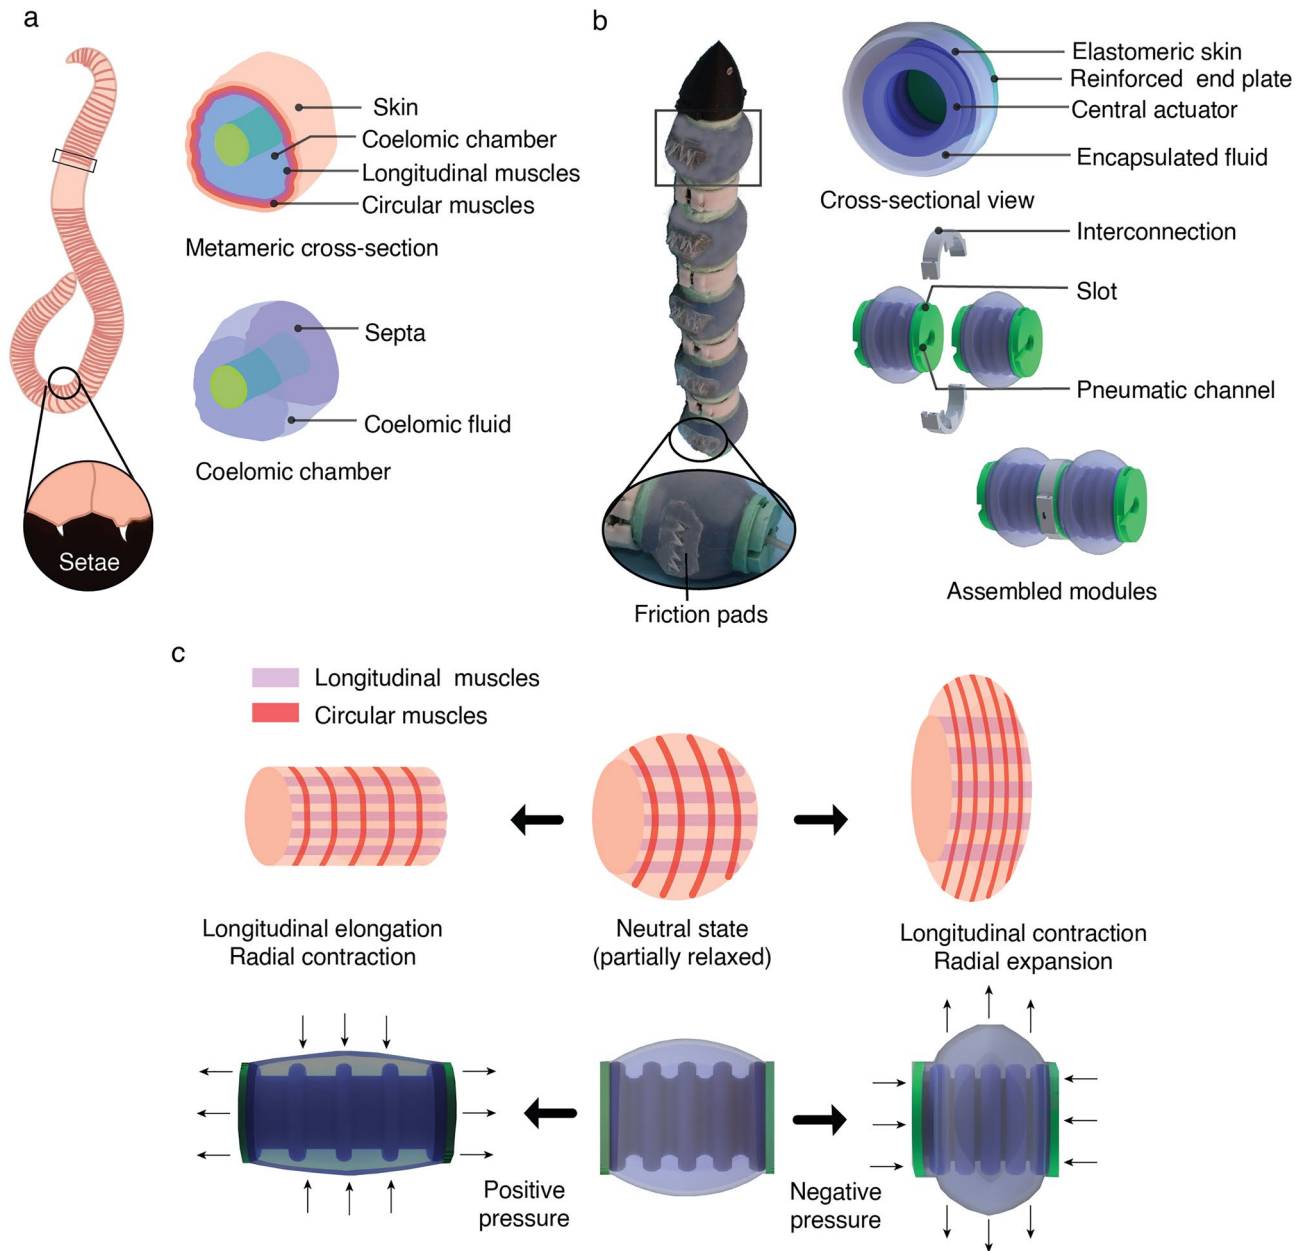 a
Skin
Coelomic chamber
Longitudinal muscles
Circular muscles
Metameric cross-section
Septa
Coelomic fluid
Coelomic chamber
Setae
b
Elastomeric skin
Reinforced end plate
Central actuator
Encapsulated fluid
Cross-sectional view
Interconnection
Slot
Pneumatic channel
Assembled modules
Friction pads
c
Longitudinal muscles
Circular muscles
Longitudinal elongation
Radial contraction
Neutral state
(partially relaxed)
Longitudinal contraction
Radial expansion
Positive
pressure
Negative
pressure